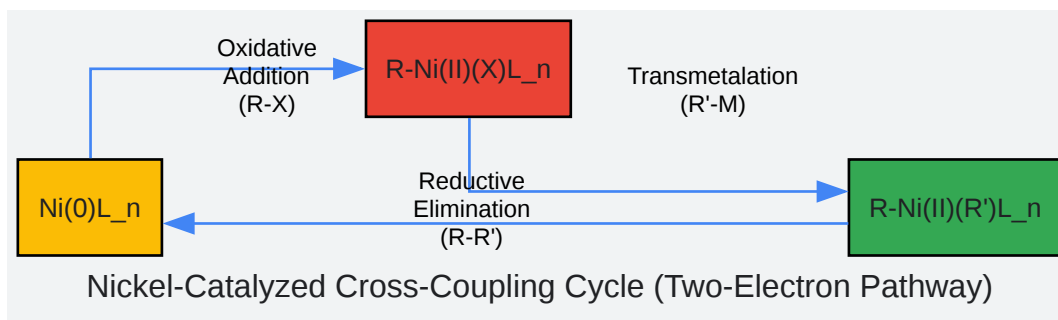 Oxidative
Addition
(R-X)
R-Ni(II)(X)L_n
Transmetalation
(R'-M)
Ni(0)L_n
Reductive
Elimination
(R-R')
R-Ni(II)(R')L_n
Nickel-Catalyzed Cross-Coupling Cycle (Two-Electron Pathway)